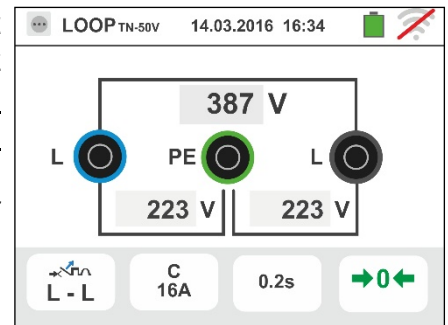 LOOP TN-50V 14.03.2016 16:34
387 V
L PE L
223 V 223 V
L - L
C
16A
0.2s
0